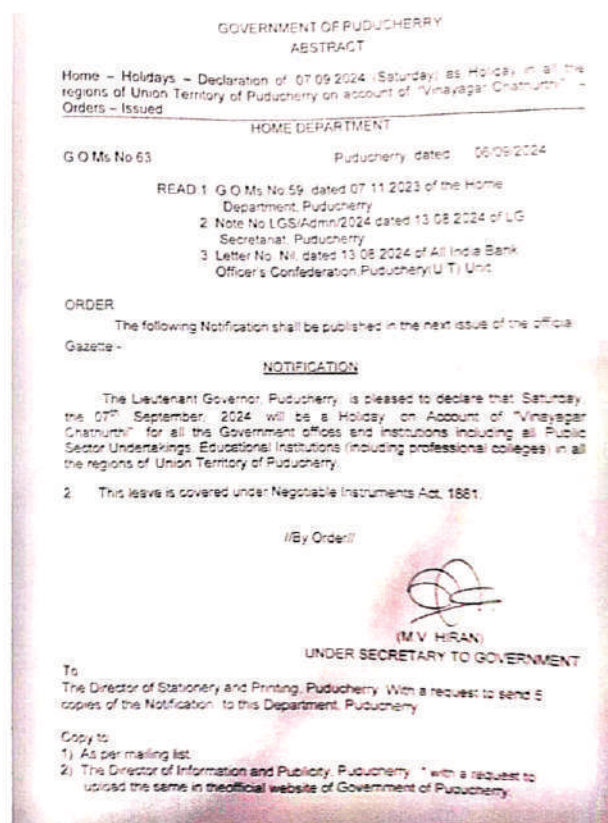 GOVERNMENT OF PUDUCHERRY
ABSTRACT
Home – Holidays – Declaration of 07.09.2024 (Saturday) as Holiday in all the
regions of Union Territory of Puducherry on account of "Vinayagar Chathurthi" –
Orders – Issued
HOME DEPARTMENT
G.O.Ms.No.63 Puducherry, dated 06/09/2024
READ:1 G.O.Ms.No.59, dated 07.11.2023 of the Home
Department, Puducherry
2 Note No.LGS/Admn/2024 dated 13.08.2024 of LG
Secretariat, Puducherry
3 Letter No. Nil, dated 13.08.2024 of All India Bank
Officer's Confederation,Puduchery(U.T) Unit
ORDER
The following Notification shall be published in the next issue of the official
Gazette:-
NOTIFICATION
The Lieutenant Governor, Puducherry is pleased to declare that Saturday,
the 07th September, 2024 will be a Holiday on Account of "Vinayagar
Chathurthi" for all the Government offices and Institutions including all Public
Sector Undertakings, Educational Institutions (including professional colleges) in all
the regions of Union Territory of Puducherry.
2 This leave is covered under Negotiable Instruments Act, 1881.
//By Order//
(M.V. HIRAN)
UNDER SECRETARY TO GOVERNMENT
To
The Director of Stationery and Printing, Puducherry With a request to send 5
copies of the Notification to this Department, Puducherry
Copy to
1) As per mailing list.
2) The Director of Information and Publicity, Puducherry * with a request to
upload the same in theofficial website of Government of Puducherry.